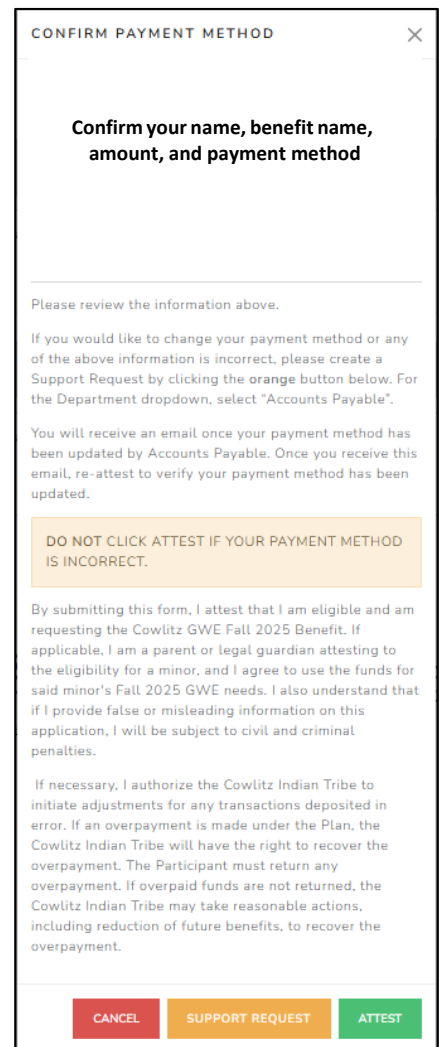 CONFIRM PAYMENT METHOD
Confirm your name, benefit name,
amount, and payment method
Please review the information above.
If you would like to change your payment method or any
of the above information is incorrect, please create a
Support Request by clicking the orange button below. For
the Department dropdown, select “Accounts Payable”.
You will receive an email once your payment method has
been updated by Accounts Payable. Once you receive this
email, re-attest to verify your payment method has been
updated.
DO NOT CLICK ATTEST IF YOUR PAYMENT METHOD
IS INCORRECT.
By submitting this form, I attest that I am eligible and am
requesting the Cowlitz GWE Fall 2025 Benefit. If
applicable, I am a parent or legal guardian attesting to
the eligibility for a minor, and I agree to use the funds for
said minor's Fall 2025 GWE needs. I also understand that
if I provide false or misleading information on this
application, I will be subject to civil and criminal
penalties.
If necessary, I authorize the Cowlitz Indian Tribe to
initiate adjustments for any transactions deposited in
error. If an overpayment is made under the Plan, the
Cowlitz Indian Tribe will have the right to recover the
overpayment. The Participant must return any
overpayment. If overpaid funds are not returned, the
Cowlitz Indian Tribe may take reasonable actions,
including reduction of future benefits, to recover the
overpayment.
CANCEL SUPPORT REQUEST ATTEST